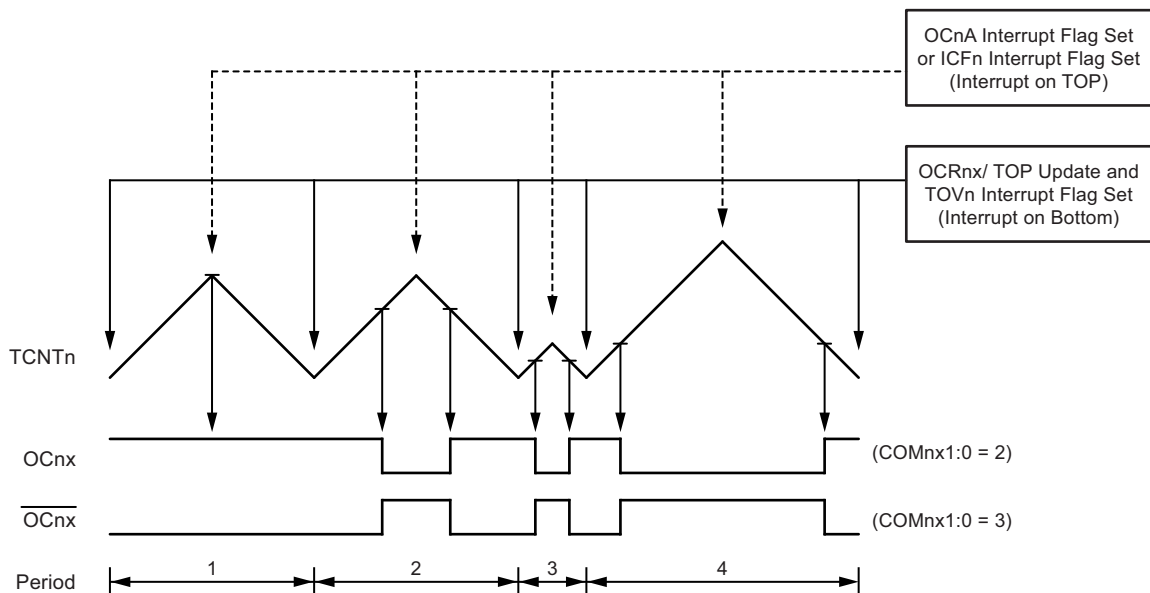 OCnA Interrupt Flag Set
or ICFn Interrupt Flag Set
(Interrupt on TOP)
OCRnx/ TOP Update and
TOVn Interrupt Flag Set
(Interrupt on Bottom)
TCNTn
OCnx
(COMnx1:0 = 2)
OCnx
(COMnx1:0 = 3)
Period
1
2
3
4